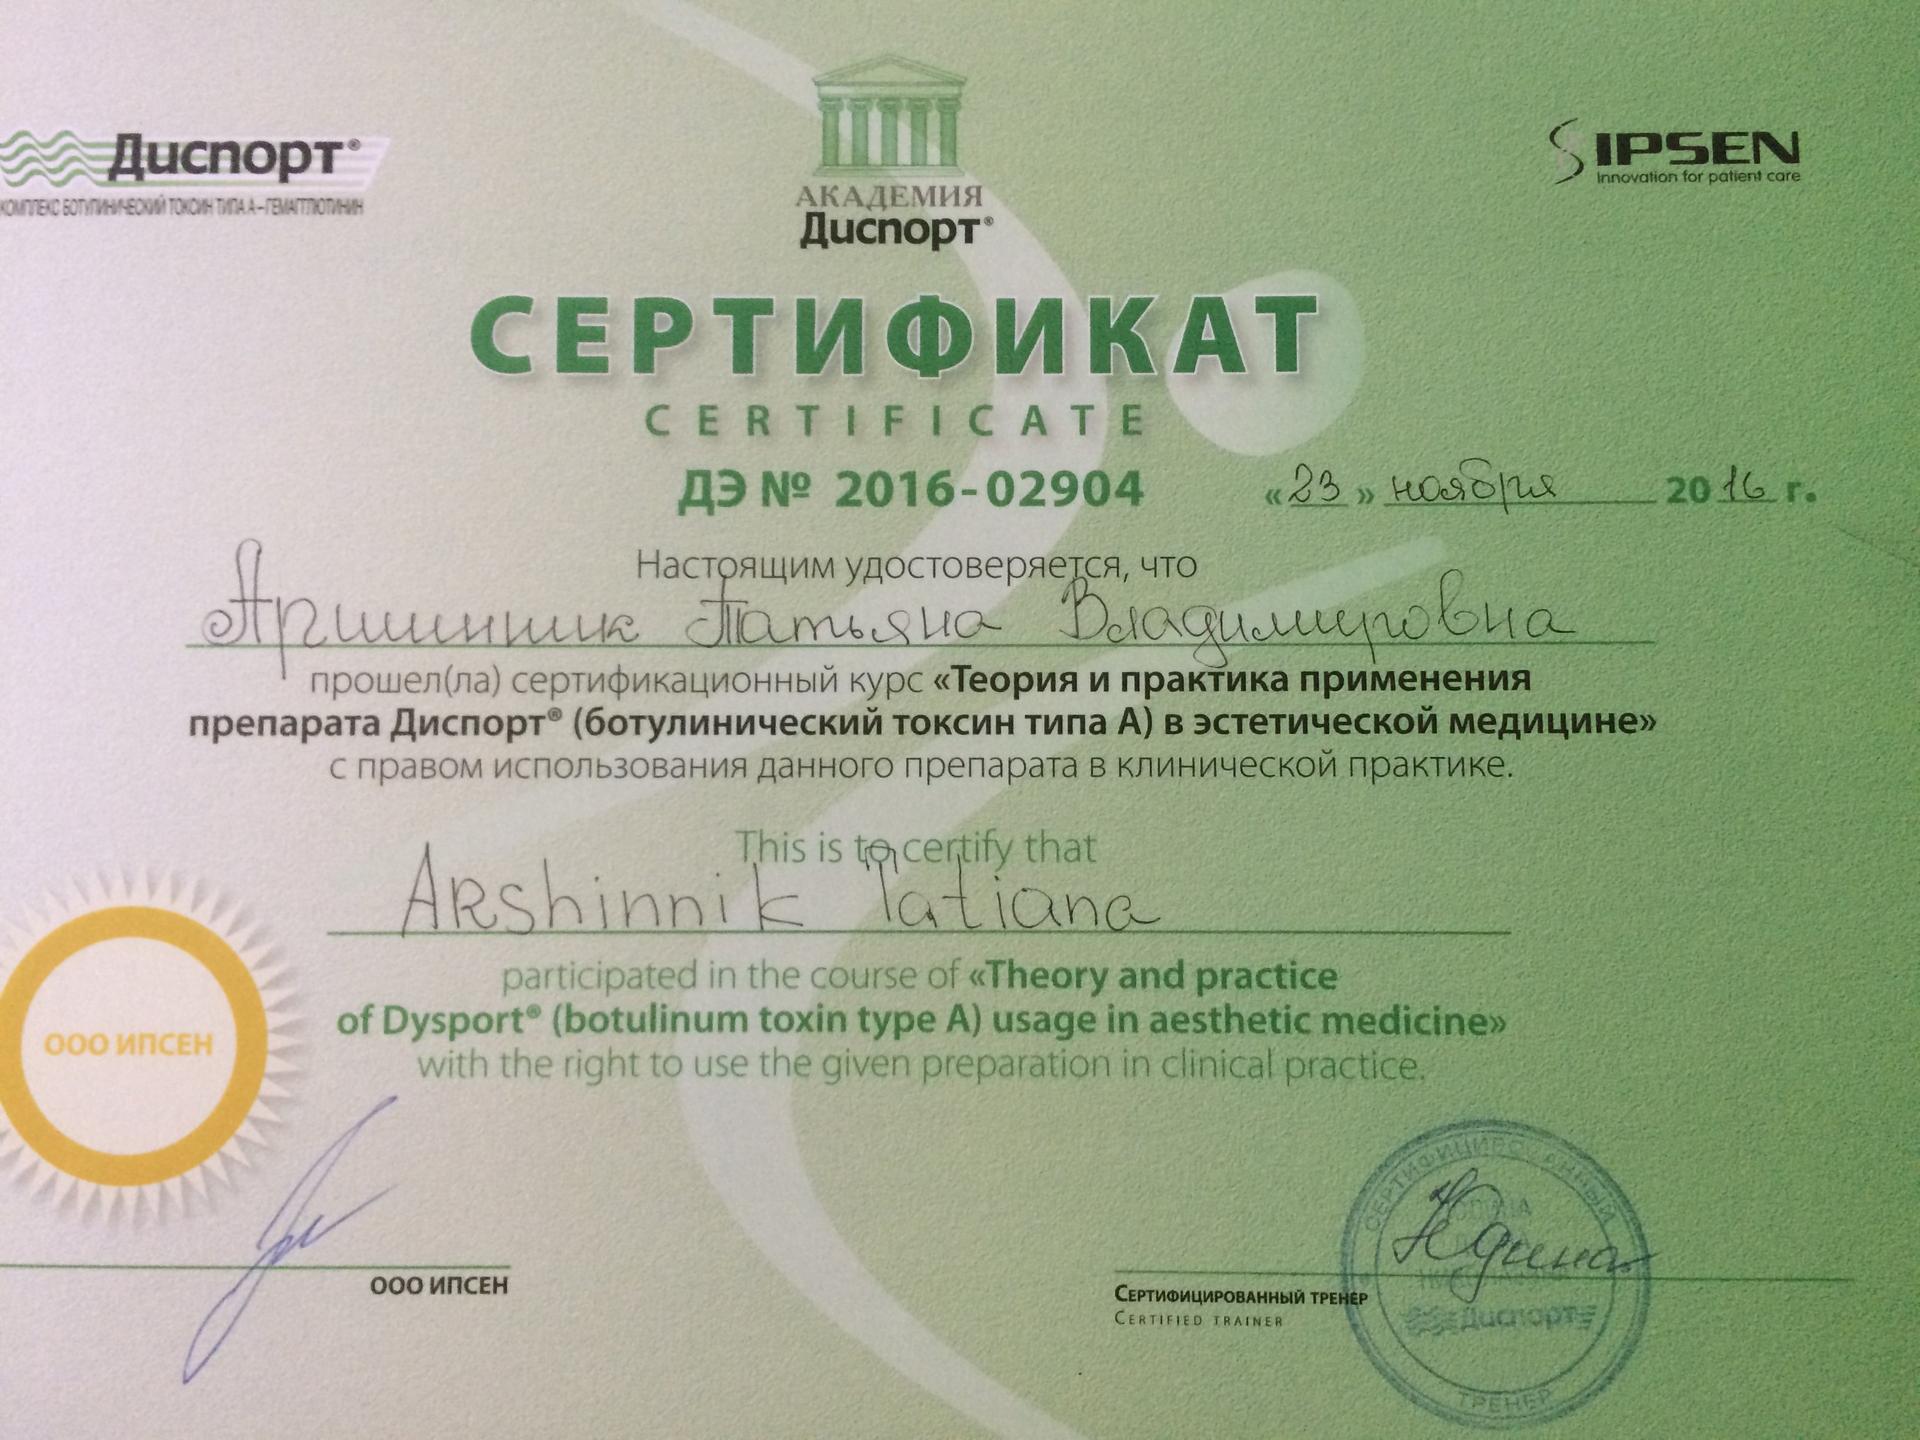 Диспорт®
КОМПЛЕКС БОТУЛИНИЧЕСКИЙ ТОКСИН ТИПА А–ГЕМАГГЛЮТИНИН
АКАДЕМИЯ
Диспорт®
IPSEN
Innovation for patient care
СЕРТИФИКАТ
CERTIFICATE
ДЭ № 2016-02904 «23» ноября 2016 г.
Настоящим удостоверяется, что
Аршинник Татьяна Владимировна
прошел(ла) сертификационный курс «Теория и практика применения
препарата Диспорт® (ботулинический токсин типа А) в эстетической медицине»
с правом использования данного препарата в клинической практике.
This is to certify that
Arshinnik Tatiana
participated in the course of «Theory and practice
of Dysport® (botulinum toxin type A) usage in aesthetic medicine»
with the right to use the given preparation in clinical practice.
ООО ИПСЕН
ООО ИПСЕН
СЕРТИФИЦИРОВАННЫЙ ТРЕНЕР
CERTIFIED TRAINER
СЕРТИФИЦИРОВАННЫЙ
Диспорт
ТРЕНЕР